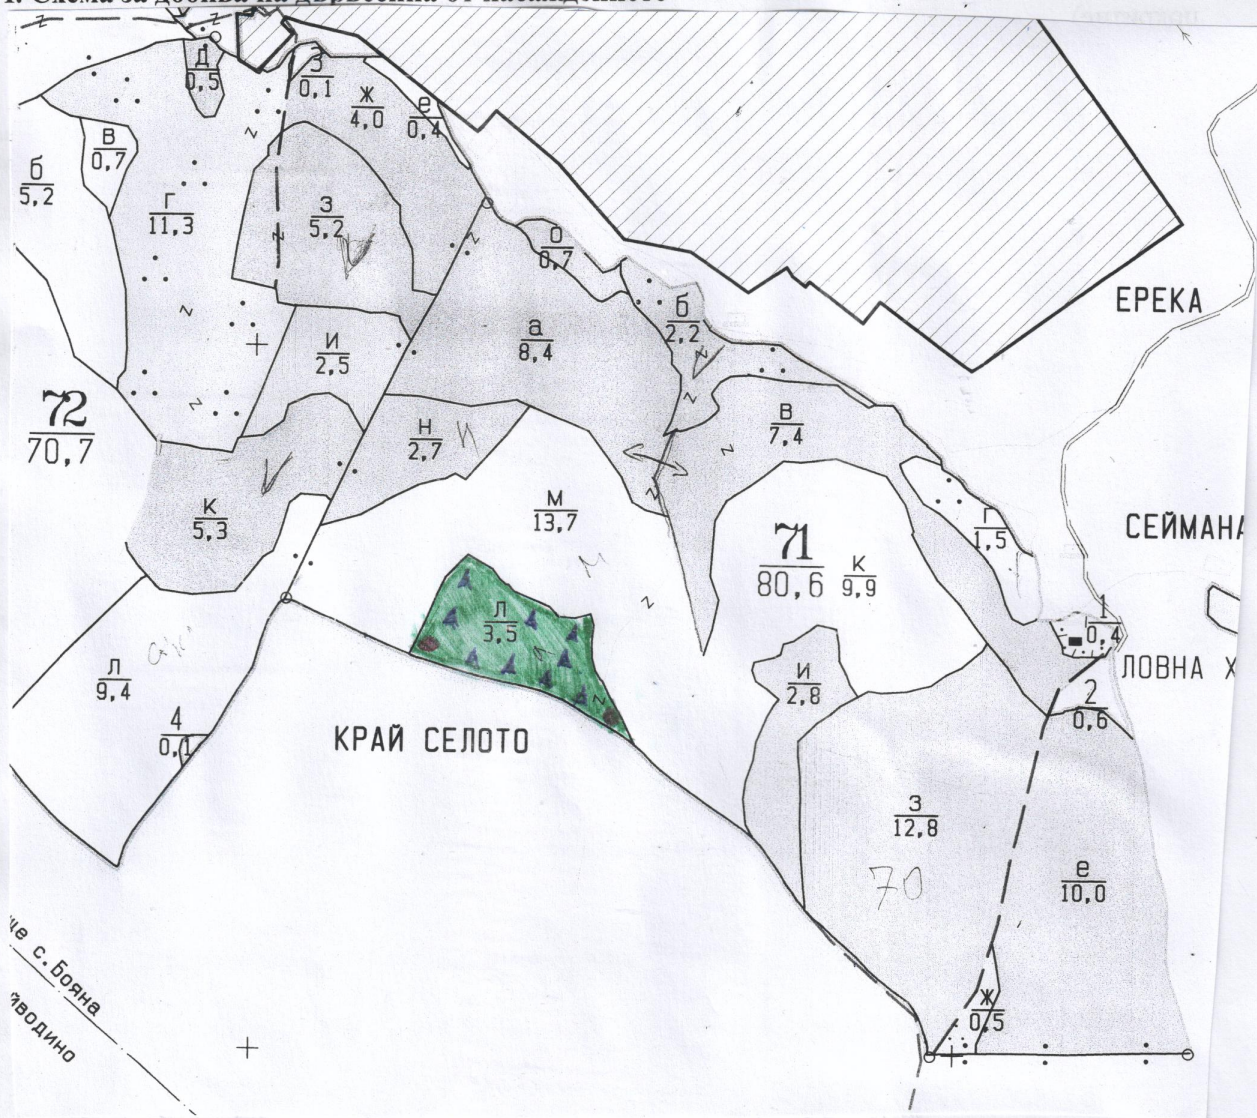 Д
0,5
З
0,1
Ж
4,0
е
0,4
В
0,7
б
5,2
Г
11,3
З
5,2
О
0,7
б
2,2
ЕРЕКА
а
8,4
И
2,5
72
70,7
Н
2,7
И
В
7,4
К
5,3
М
13,7
71
80,6
К
9,9
Г
1,5
СЕЙМАНА
М
Л
3,5
1
0,4
ЛОВНА Х
Л
9,4
И
2,8
2
0,6
4
0,1
КРАЙ СЕЛОТО
З
12,8
70
е
10,0
ще с. Бояна
йводино
Ж
0,5